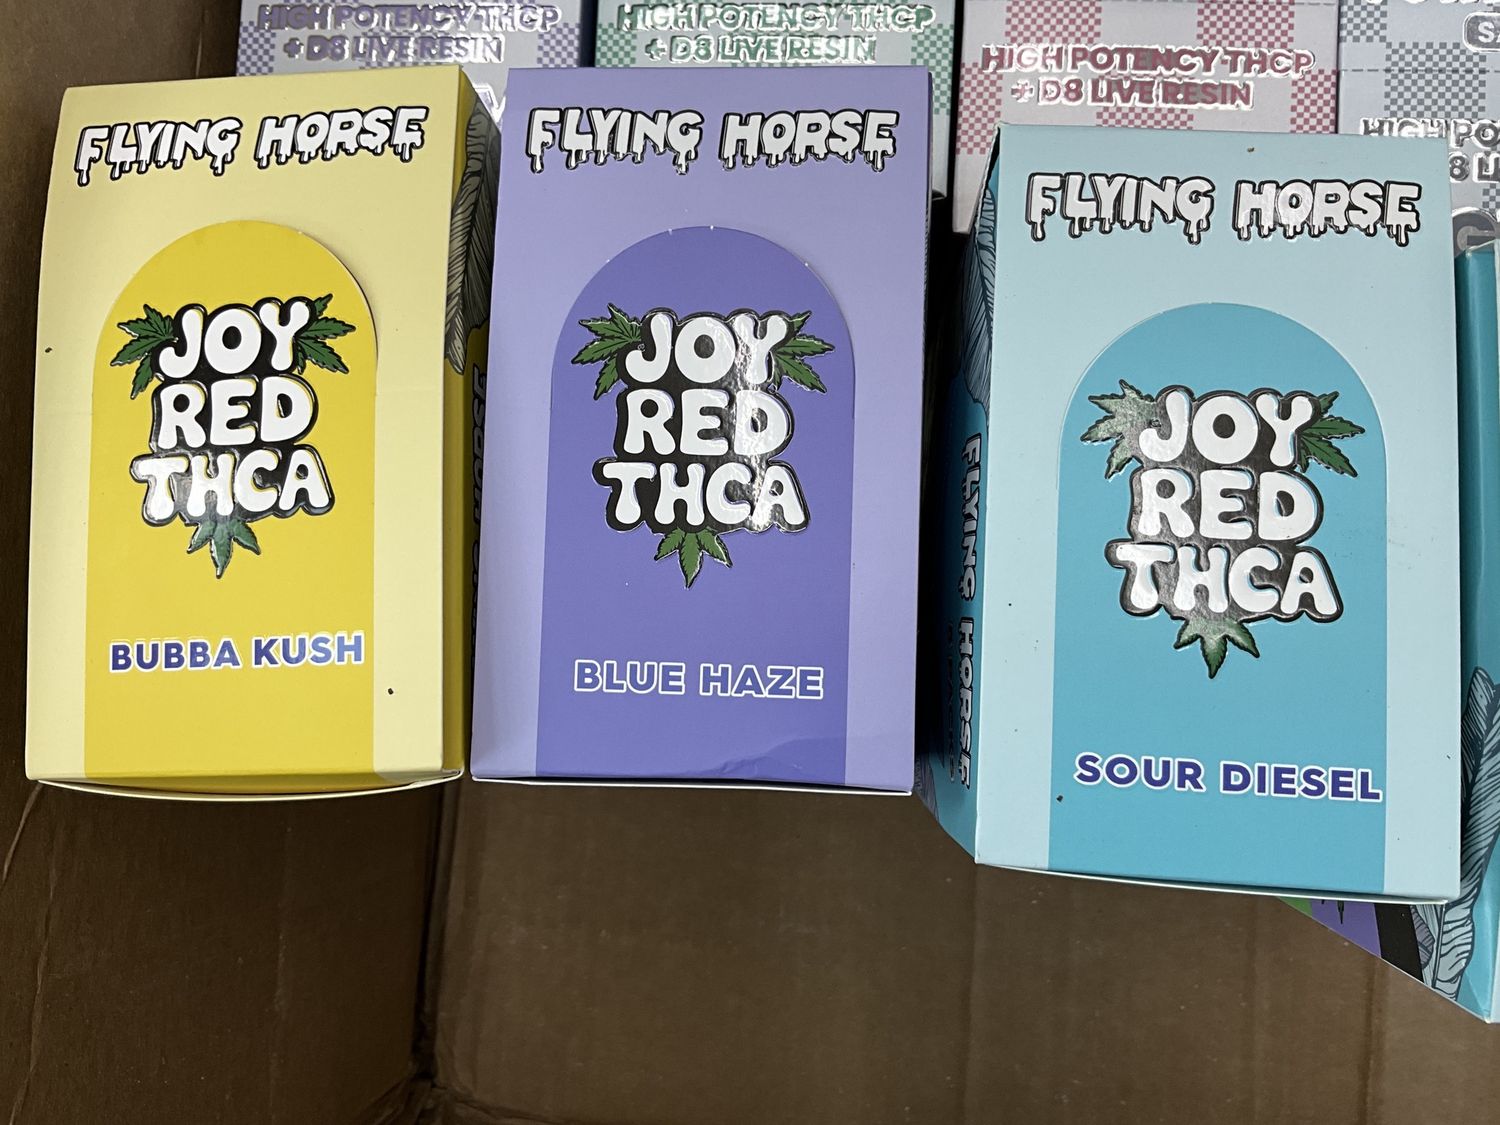 HIGH POTENCY THCP
+ D8 LIVE RESIN
HIGH POTENCY THCP
+ D8 LIVE RESIN
HIGH POTENCY THCP
+ D8 LIVE RESIN
FLYING HORSE
JOY
RED
THCA
BUBBA KUSH
FLYING HORSE
JOY
RED
THCA
BLUE HAZE
FLYING HORSE
FLYING HORSE
JOY
RED
THCA
SOUR DIESEL